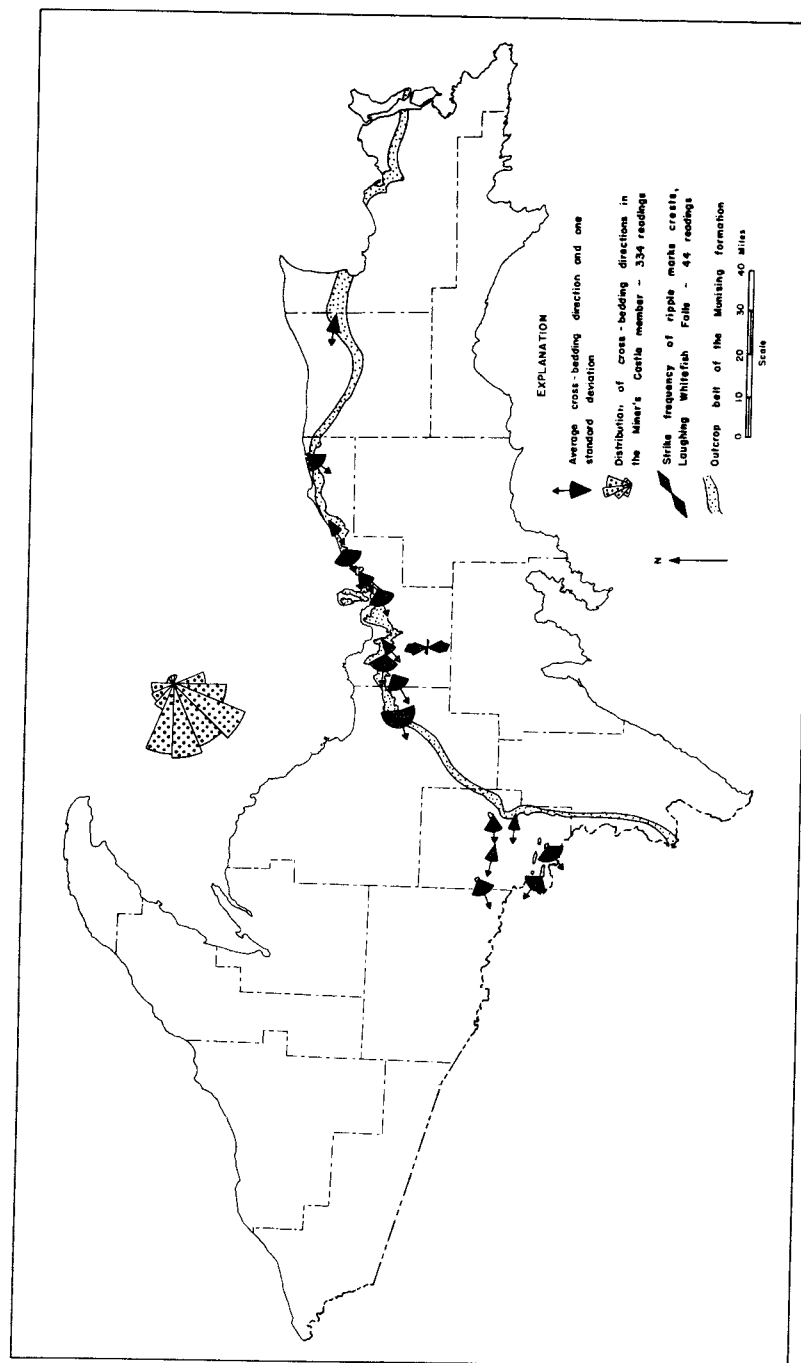 EXPLANATION
Average cross-bedding direction and one
standard deviation
Distribution of cross-bedding directions in
the Miner's Castle member - 334 readings
Strike frequency of ripple marks crests,
Laughing Whitefish Falls - 44 readings
Outcrop belt of the Munising formation
0 10 20 30 40 Miles
Scale
N